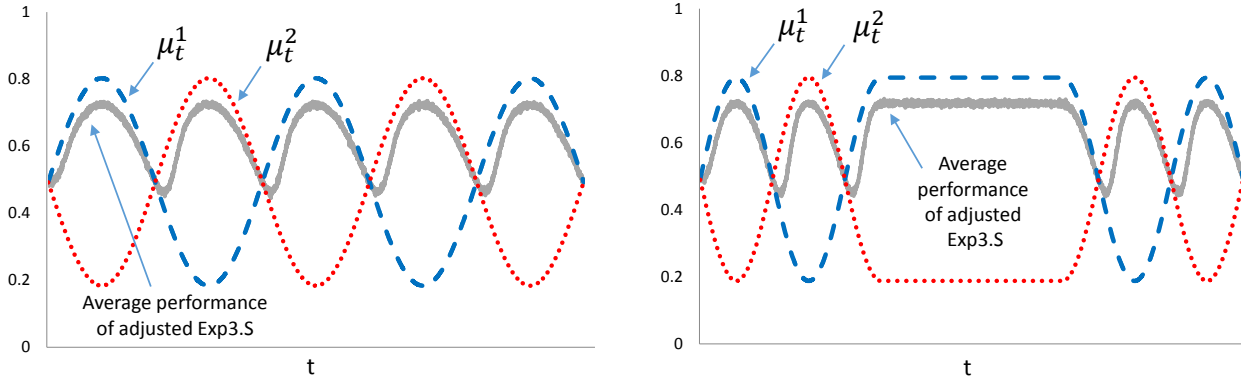 1
0.8
0.6
0.4
0.2
0
μ_t^1
μ_t^2
Average performance
of adjusted Exp3.S
t
1
0.8
0.6
0.4
0.2
0
μ_t^1
μ_t^2
Average
performance
of adjusted
Exp3.S
t